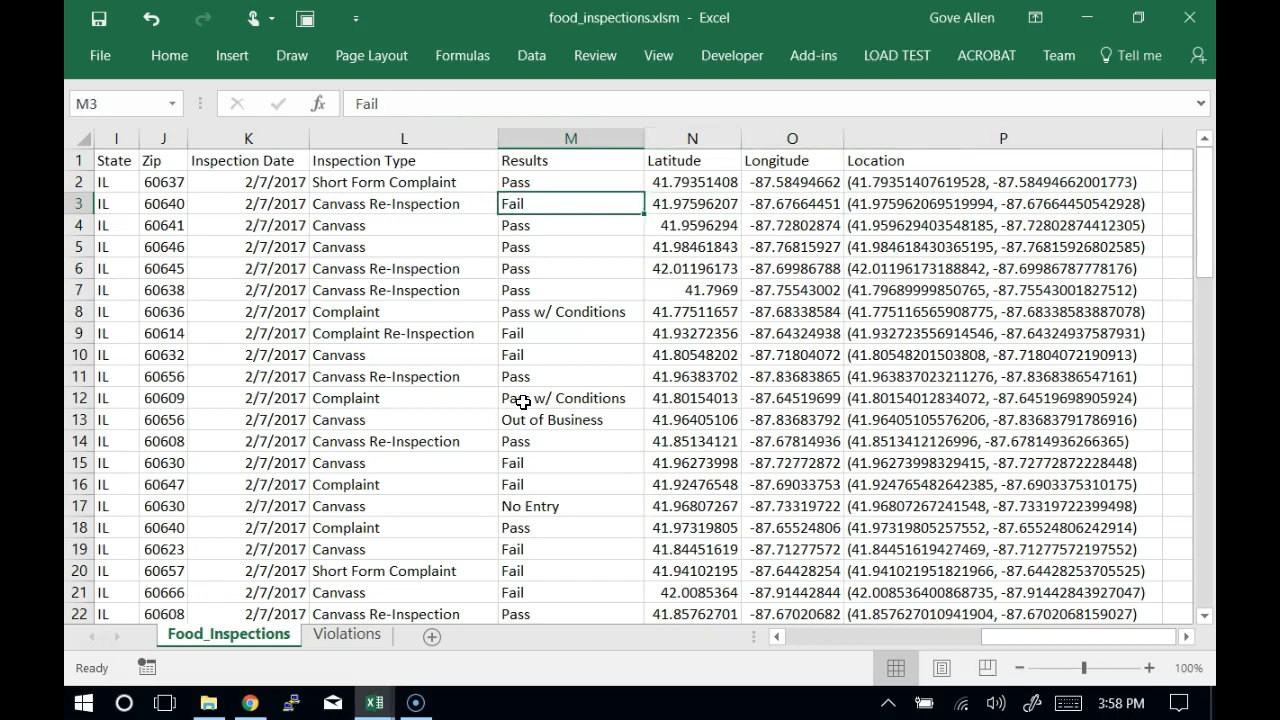 food_inspections.xlsm - Excel Gove Allen
File Home Insert Draw Page Layout Formulas Data Review View Developer Add-ins LOAD TEST ACROBAT Team Tell me
M3 fx Fail
I J K L M N O P
1 State Zip Inspection Date Inspection Type Results Latitude Longitude Location
2 IL 60637 2/7/2017 Short Form Complaint Pass 41.79351408 -87.58494662 (41.79351407619528, -87.58494662001773)
3 IL 60640 2/7/2017 Canvass Re-Inspection Fail 41.97596207 -87.67664451 (41.975962069519994, -87.67664450542928)
4 IL 60641 2/7/2017 Canvass Pass 41.9596294 -87.72802874 (41.959629403548185, -87.72802874412305)
5 IL 60646 2/7/2017 Canvass Pass 41.98461843 -87.76815927 (41.984618430365195, -87.76815926802585)
6 IL 60645 2/7/2017 Canvass Re-Inspection Pass 42.01196173 -87.69986788 (42.01196173188842, -87.69986787778176)
7 IL 60638 2/7/2017 Canvass Re-Inspection Pass 41.7969 -87.75543002 (41.79689999850765, -87.75543001827512)
8 IL 60636 2/7/2017 Complaint Pass w/ Conditions 41.77511657 -87.68338584 (41.775116565908775, -87.68338583887078)
9 IL 60614 2/7/2017 Complaint Re-Inspection Fail 41.93272356 -87.64324938 (41.932723356914546, -87.64324937587931)
10 IL 60632 2/7/2017 Canvass Fail 41.80548202 -87.71804072 (41.80548201503808, -87.71804072190913)
11 IL 60656 2/7/2017 Canvass Re-Inspection Pass 41.96383702 -87.83683865 (41.963837023211276, -87.8368386547161)
12 IL 60609 2/7/2017 Complaint Pass w/ Conditions 41.80154013 -87.64519699 (41.80154012834072, -87.64519698905924)
13 IL 60656 2/7/2017 Canvass Out of Business 41.96405106 -87.83683792 (41.96405105576206, -87.83683791786916)
14 IL 60608 2/7/2017 Canvass Re-Inspection Pass 41.85134121 -87.67814936 (41.8513412126996, -87.67814936266365)
15 IL 60630 2/7/2017 Canvass Fail 41.96273998 -87.72772872 (41.96273998329415, -87.72772872228448)
16 IL 60647 2/7/2017 Complaint Fail 41.92476548 -87.69033753 (41.924765482642385, -87.6903375310175)
17 IL 60630 2/7/2017 Canvass No Entry 41.96807267 -87.73319722 (41.96807267241548, -87.73319722399498)
18 IL 60640 2/7/2017 Complaint Pass 41.97319805 -87.65524806 (41.97319805257552, -87.65524806242914)
19 IL 60623 2/7/2017 Canvass Fail 41.84451619 -87.71277572 (41.84451619427469, -87.71277572197552)
20 IL 60657 2/7/2017 Short Form Complaint Fail 41.94102195 -87.64428254 (41.941021951821966, -87.64428253705525)
21 IL 60666 2/7/2017 Canvass Fail 42.0085364 -87.91442844 (42.008536400868735, -87.91442843927047)
22 IL 60608 2/7/2017 Canvass Re-Inspection Pass 41.85762701 -87.67020682 (41.857627010941904, -87.6702068159027)
Food_Inspections Violations
Ready 100%
3:58 PM